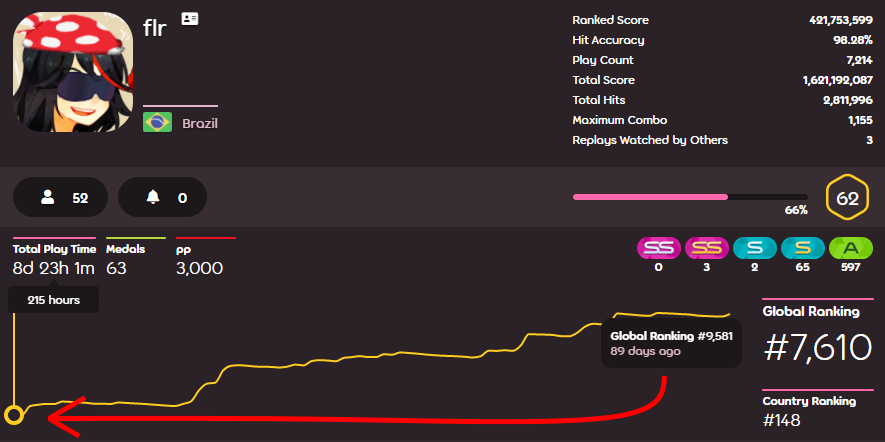 flr
Brazil
Ranked Score 421,753,599
Hit Accuracy 98.28%
Play Count 7,214
Total Score 1,621,192,087
Total Hits 2,811,996
Maximum Combo 1,155
Replays Watched by Others 3
52
0
66%
62
Total Play Time
8d 23h 1m
Medals
63
pp
3,000
215 hours
SS
0
SS
3
S
2
S
65
A
597
Global Ranking #9,581
89 days ago
Global Ranking
#7,610
Country Ranking
#148